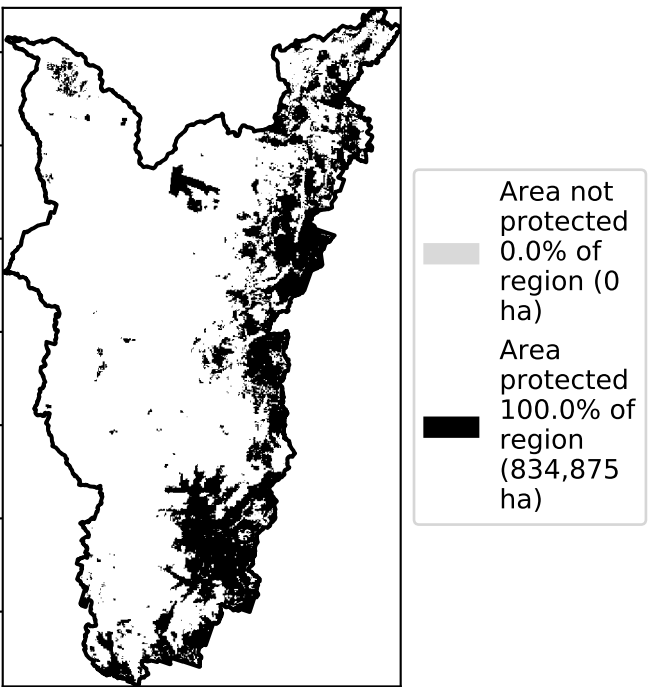 Area not
protected
0.0% of
region (0
ha)
Area
protected
100.0% of
region
(834,875
ha)